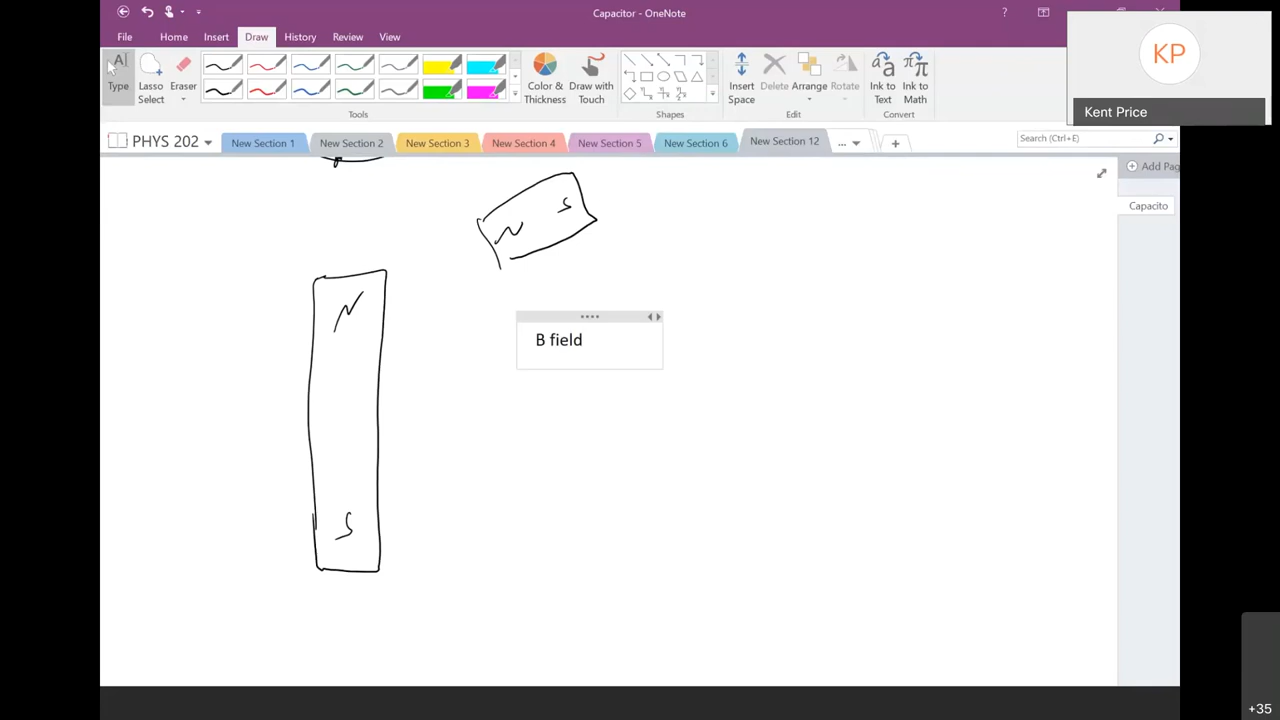 Capacitor - OneNote
?
KP
Kent Price
File Home Insert Draw History Review View
Type
Lasso Select
Eraser
Color & Thickness
Draw with Touch
Insert Space
Delete
Arrange
Rotate
Ink to Text
Ink to Math
Tools
Shapes
Edit
Convert
PHYS 202
New Section 1
New Section 2
New Section 3
New Section 4
New Section 5
New Section 6
New Section 12
...
Search (Ctrl+E)
Add Pag
Capacito
N S
N
B field
S
+35